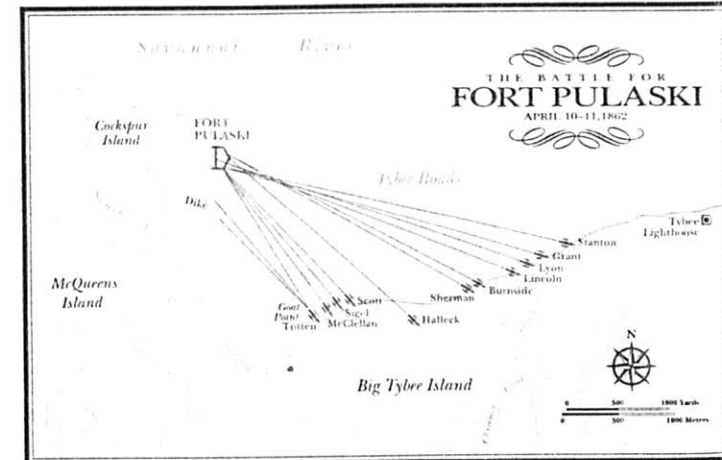 Savannah River
THE BATTLE FOR
FORT PULASKI
APRIL 10-11, 1862
Cockspur
Island
FORT
PULASKI
Tybee Roads
Dike
Tybee
Lighthouse
Stanton
Grant
Lyon
Lincoln
Burnside
Sherman
McQueens
Island
Goat
Point
Scott
Sigel
McClellan
Totten
Halleck
N
Big Tybee Island
0 500 1000 Yards
0 500 1000 Meters